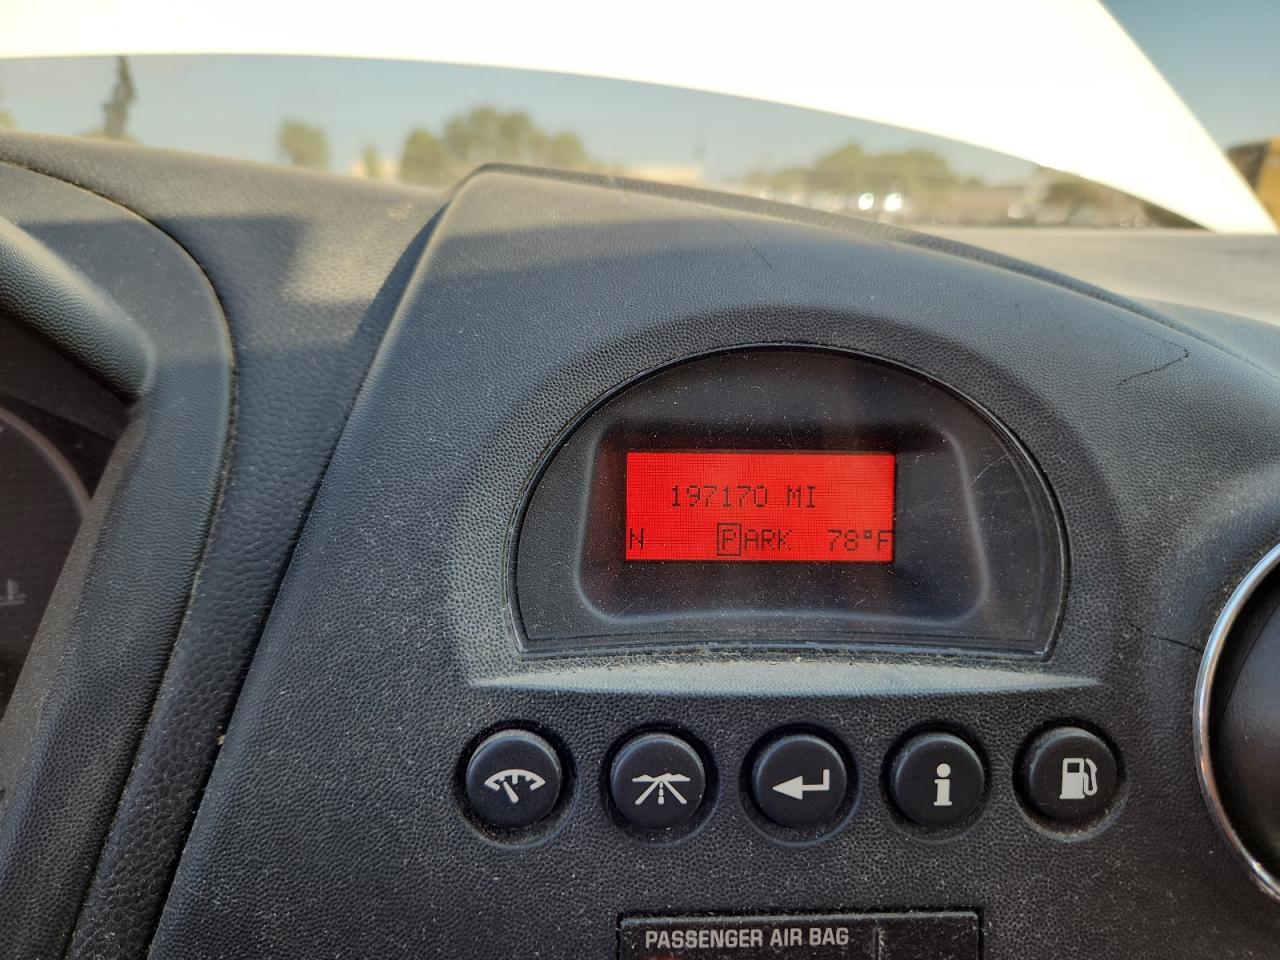 197170 MI
N PARK 78°F
PASSENGER AIR BAG